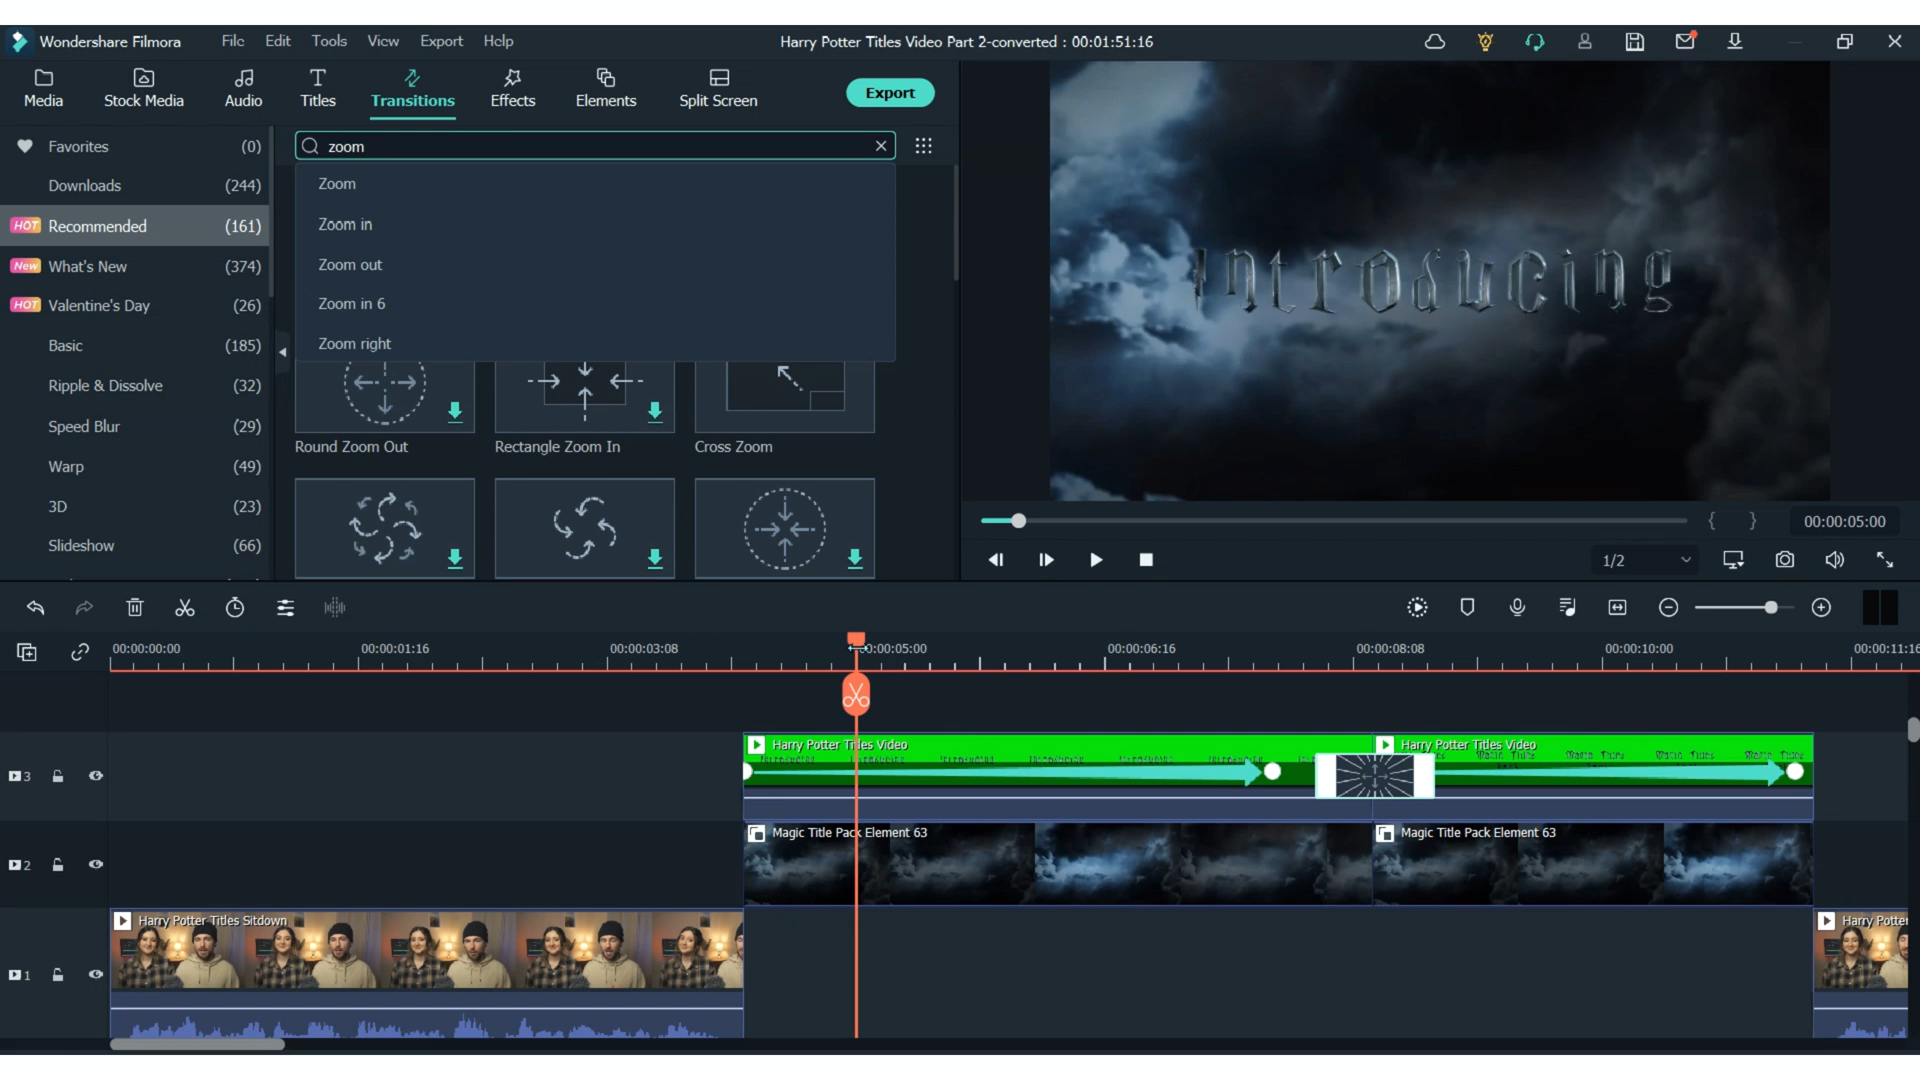 Wondershare Filmora File Edit Tools View Export Help Harry Potter Titles Video Part 2-converted : 00:01:51:16
Media Stock Media Audio Titles Transitions Effects Elements Split Screen Export
Favorites (0)
Downloads (244)
HOT Recommended (161)
New What's New (374)
HOT Valentine's Day (26)
Basic (185)
Ripple & Dissolve (32)
Speed Blur (29)
Warp (49)
3D (23)
Slideshow (66)
zoom
Zoom
Zoom in
Zoom out
Zoom in 6
Zoom right
Round Zoom Out Rectangle Zoom In Cross Zoom
Introducing
{ } 00:00:05:00
1/2
00:00:00:00 00:00:01:16 00:00:03:08 00:00:05:00 00:00:06:16 00:00:08:08 00:00:10:00 00:00:11:16
3 Harry Potter Titles Video Harry Potter Titles Video
2 Magic Title Pack Element 63 Magic Title Pack Element 63
1 Harry Potter Titles Sitdown Harry Potter